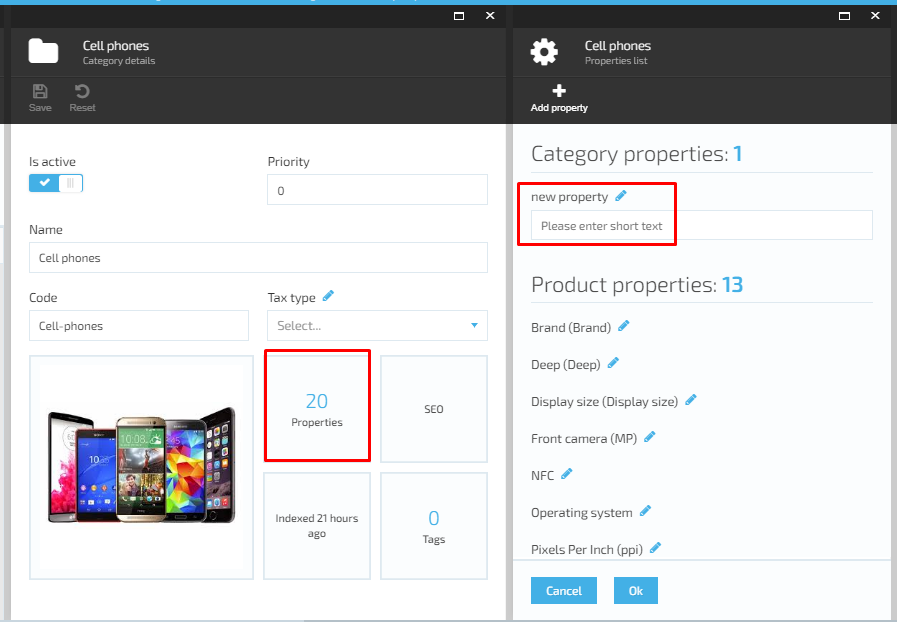 Cell phones
Category details
Save
Reset
Is active
Priority
0
Name
Cell phones
Code
Tax type
Cell-phones
Select...
20
Properties
SEO
Indexed 21 hours
ago
0
Tags
Cell phones
Properties list
Add property
Category properties: 1
new property
Please enter short text
Product properties: 13
Brand (Brand)
Deep (Deep)
Display size (Display size)
Front camera (MP)
NFC
Operating system
Pixels Per Inch (ppi)
Cancel
Ok